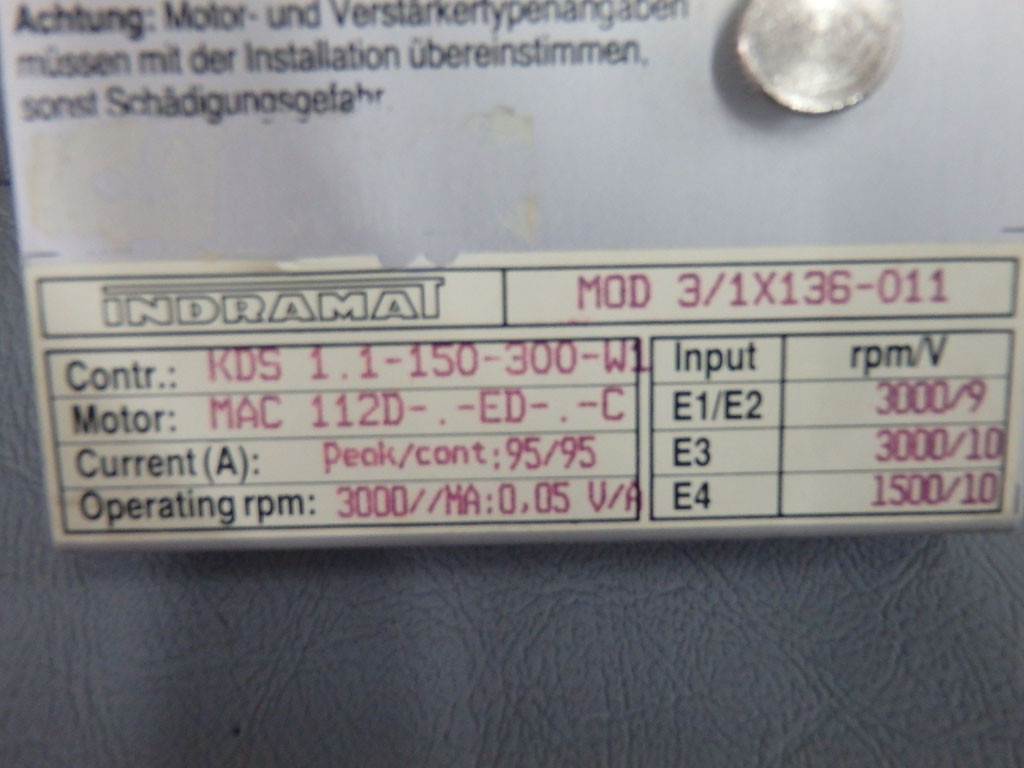 Achtung: Motor- und Verstärkertypenangaben
müssen mit der Installation übereinstimmen,
sonst Schädigungsgefahr
INDRAMAT MOD 3/1X136-011
Contr.: KDS 1.1-150-300-W1 Input rpm/V
Motor: MAC 112D-.-ED-.-C E1/E2 3000/9
Current (A): Peak/cont:95/95 E3 3000/10
Operating rpm: 3000//MA:0,05 V/A E4 1500/10